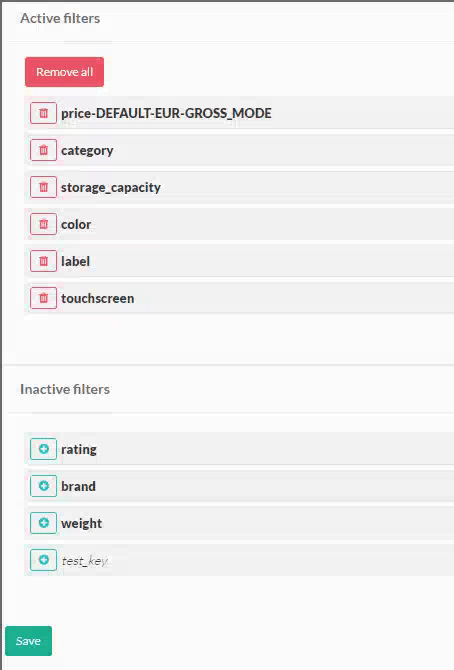 Active filters
Remove all
price-DEFAULT-EUR-GROSS_MODE
category
storage_capacity
color
label
touchscreen
Inactive filters
rating
brand
weight
test_key
Save